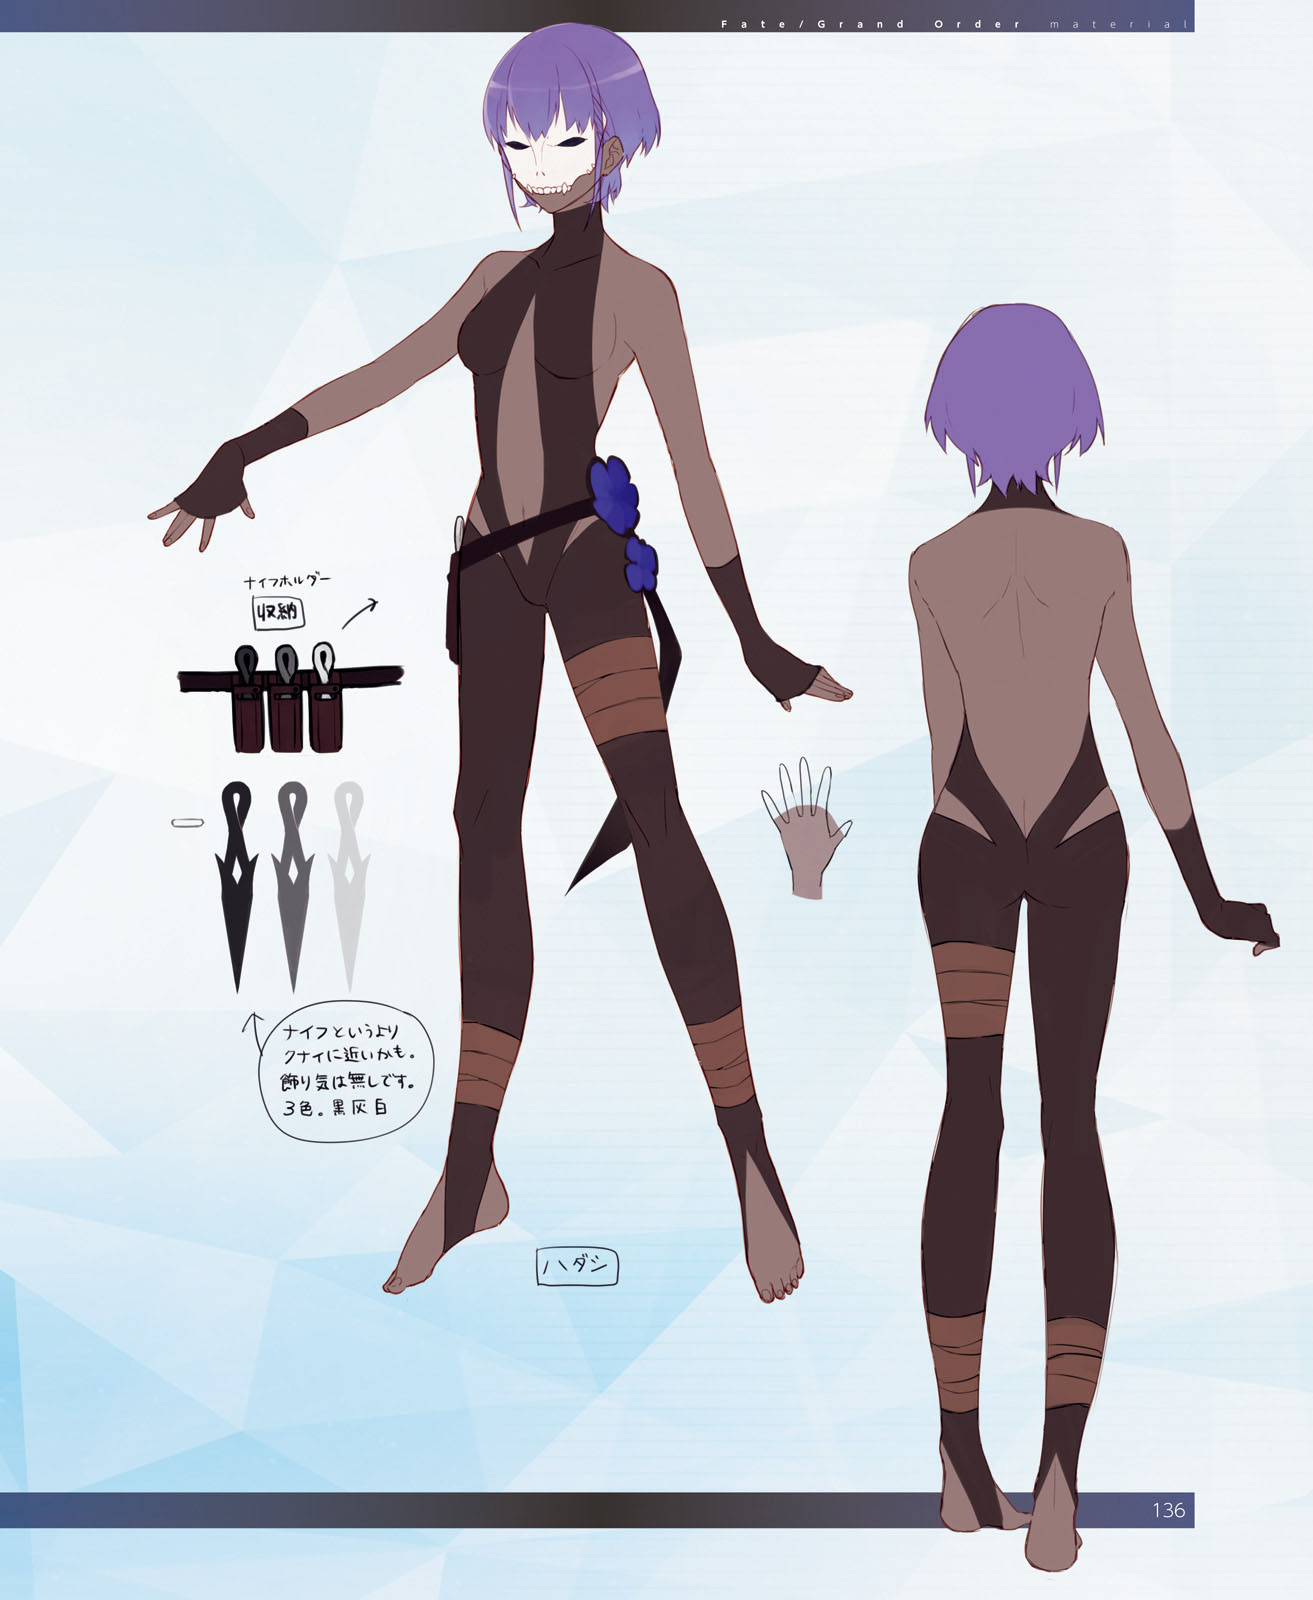 Fate/Grand Order material
ナイフホルダー
収納
ナイフというより
クナイに近いかも。
飾り気は無しです。
3色。黒灰白
ハダシ
136